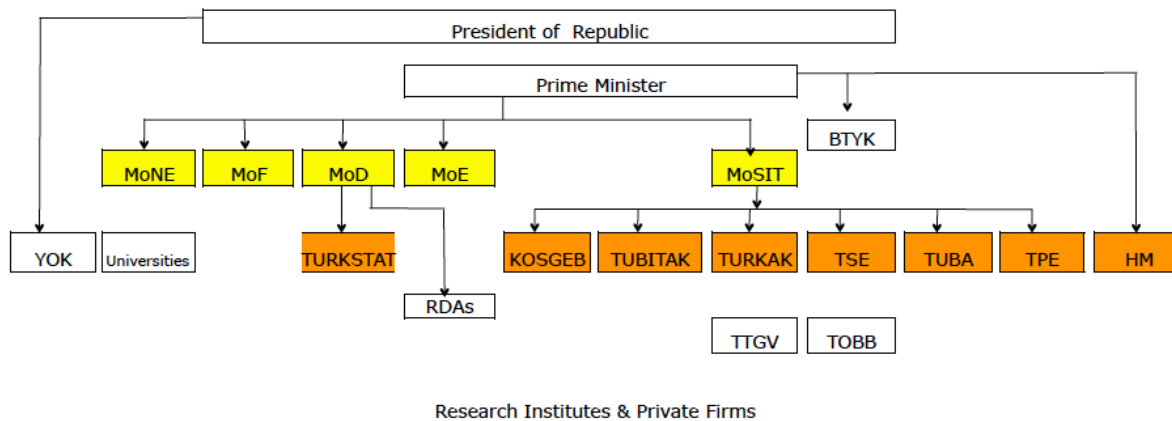 President of Republic
Prime Minister
BTYK
MoNE
MoF
MoD
MoE
MoSIT
YOK
Universities
TURKSTAT
KOSGEB
TUBITAK
TURKAK
TSE
TUBA
TPE
HM
RDAs
TTGV
TOBB
Research Institutes & Private Firms